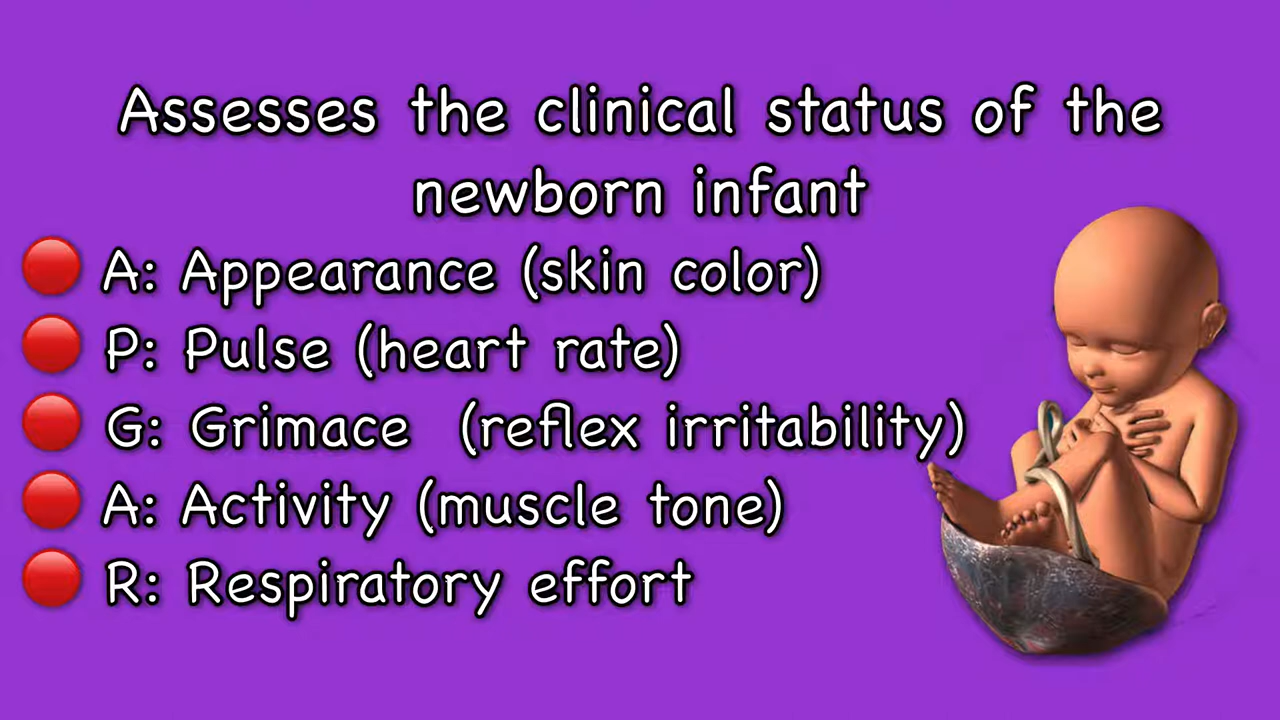 Assesses the clinical status of the
newborn infant
A: Appearance (skin color)
P: Pulse (heart rate)
G: Grimace (reflex irritability)
A: Activity (muscle tone)
R: Respiratory effort